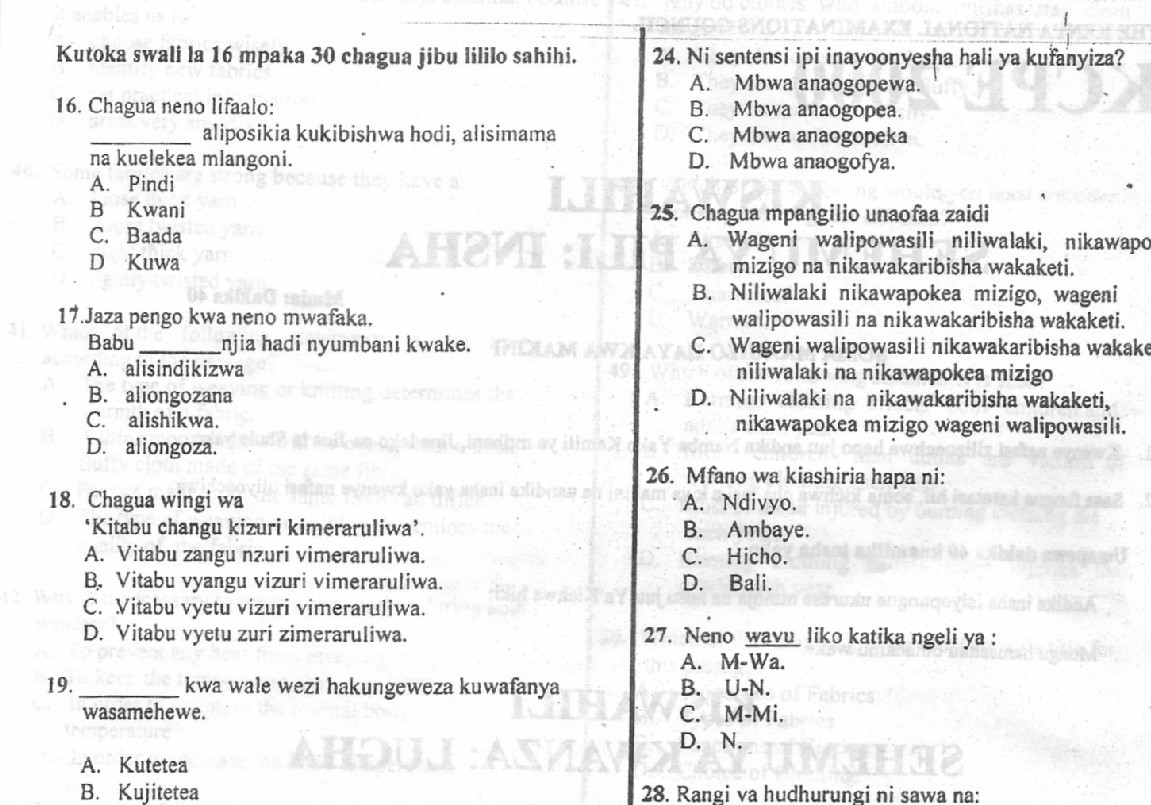 Kutoka swali la 16 mpaka 30 chagua jibu lililo sahihi.
16. Chagua neno lifaalo:
________ aliposikia kukibishwa hodi, alisimama
na kuelekea mlangoni.
A. Pindi
B Kwani
C. Baada
D Kuwa
17.Jaza pengo kwa neno mwafaka.
Babu ________ njia hadi nyumbani kwake.
A. alisindikizwa
B. aliongozana
C. alishikwa.
D. aliongoza.
18. Chagua wingi wa
‘Kitabu changu kizuri kimeraruliwa’.
A. Vitabu zangu nzuri vimeraruliwa.
B. Vitabu vyangu vizuri vimeraruliwa.
C. Vitabu vyetu vizuri vimeraruliwa.
D. Vitabu vyetu zuri zimeraruliwa.
19. ________ kwa wale wezi hakungeweza kuwafanya
wasamehewe.
A. Kutetea
B. Kujitetea
24. Ni sentensi ipi inayoonyesha hali ya kufanyiza?
A. Mbwa anaogopewa.
B. Mbwa anaogopea.
C. Mbwa anaogopeka
D. Mbwa anaogofya.
25. Chagua mpangilio unaofaa zaidi
A. Wageni walipowasili niliwalaki, nikawapo
mizigo na nikawakaribisha wakaketi.
B. Niliwalaki nikawapokea mizigo, wageni
walipowasili na nikawakaribisha wakaketi.
C. Wageni walipowasili nikawakaribisha wakake
niliwalaki na nikawapokea mizigo
D. Niliwalaki na nikawakaribisha wakaketi,
nikawapokea mizigo wageni walipowasili.
26. Mfano wa kiashiria hapa ni:
A. Ndiyo.
B. Ambaye.
C. Hicho.
D. Bali.
27. Neno wavu liko katika ngeli ya :
A. M-Wa.
B. U-N.
C. M-Mi.
D. N.
28. Rangi ya hudhurungi ni sawa na: